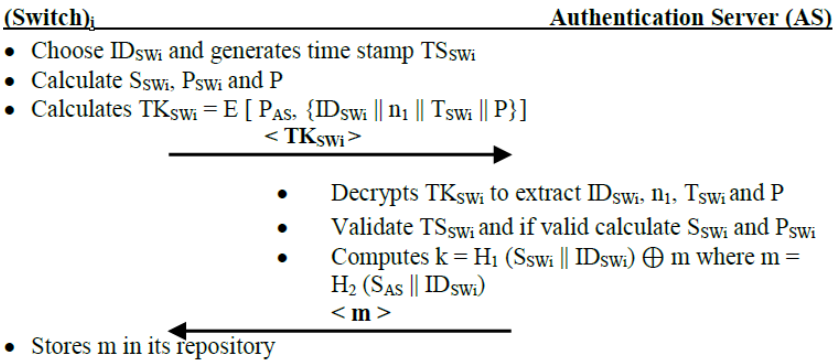 (Switch)i Authentication Server (AS)
• Choose IDSWi and generates time stamp TSSWi
• Calculate SSWi, PSWi and P
• Calculates TKSWi = E [ PAS, {IDSWi || n1 || TSWi || P}]
< TKSWi>
• Decrypts TKSWi to extract IDSWi, n1, TSWi and P
• Validate TSSWi and if valid calculate SSWi and PSWi
• Computes k = H1 (SSWi || IDSWi) ⨁ m where m =
H2 (SAS || IDSWi)
< m >
• Stores m in its repository